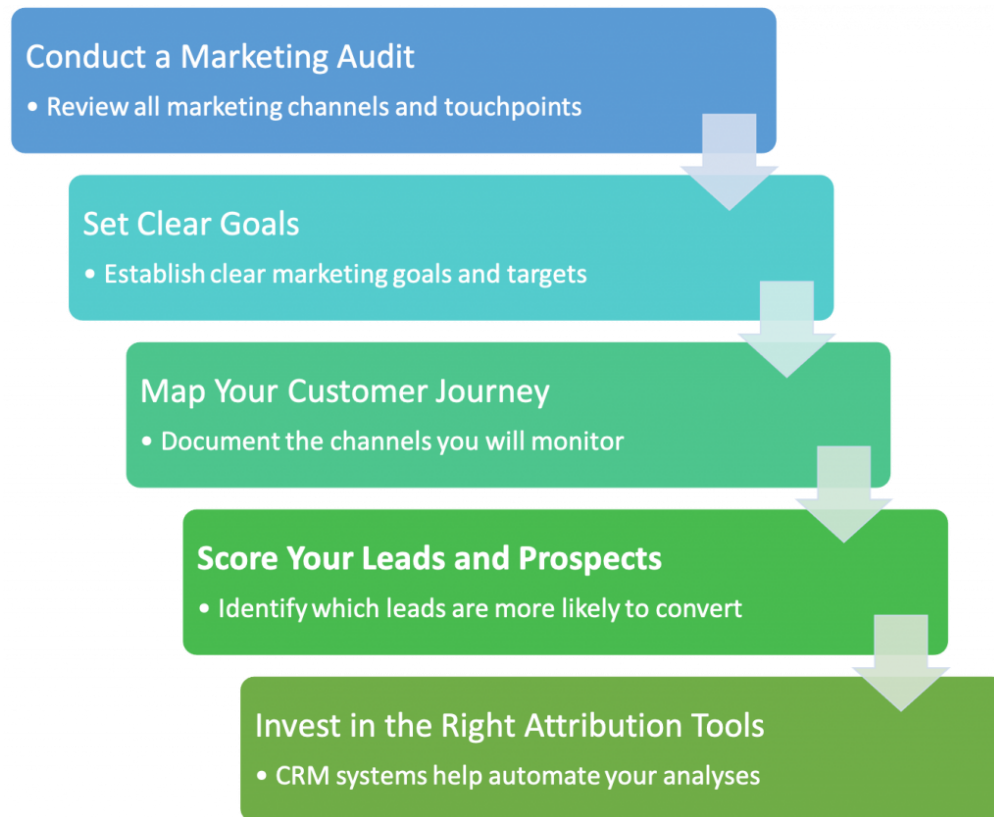 Conduct a Marketing Audit
• Review all marketing channels and touchpoints
Set Clear Goals
• Establish clear marketing goals and targets
Map Your Customer Journey
• Document the channels you will monitor
Score Your Leads and Prospects
• Identify which leads are more likely to convert
Invest in the Right Attribution Tools
• CRM systems help automate your analyses